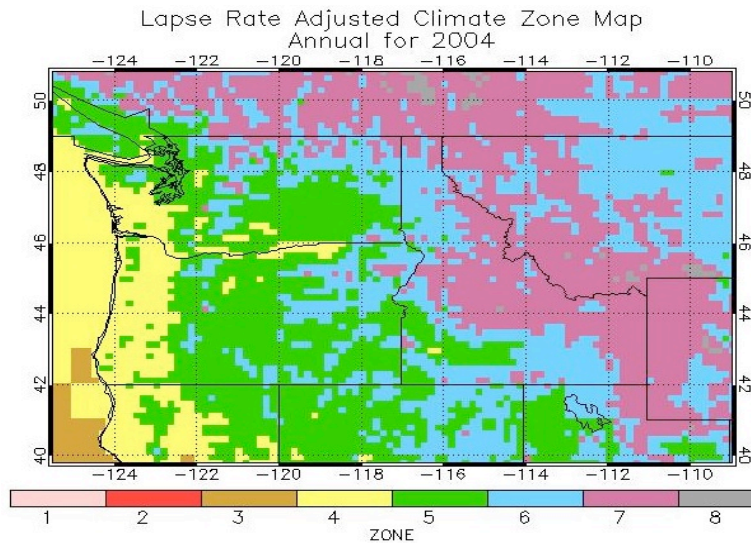 Lapse Rate Adjusted Climate Zone Map
Annual for 2004
-124 -122 -120 -118 -116 -114 -112 -110
50 50
48 48
46 46
44 44
42 42
40 40
-124 -122 -120 -118 -116 -114 -112 -110
1 2 3 4 5 6 7 8
ZONE